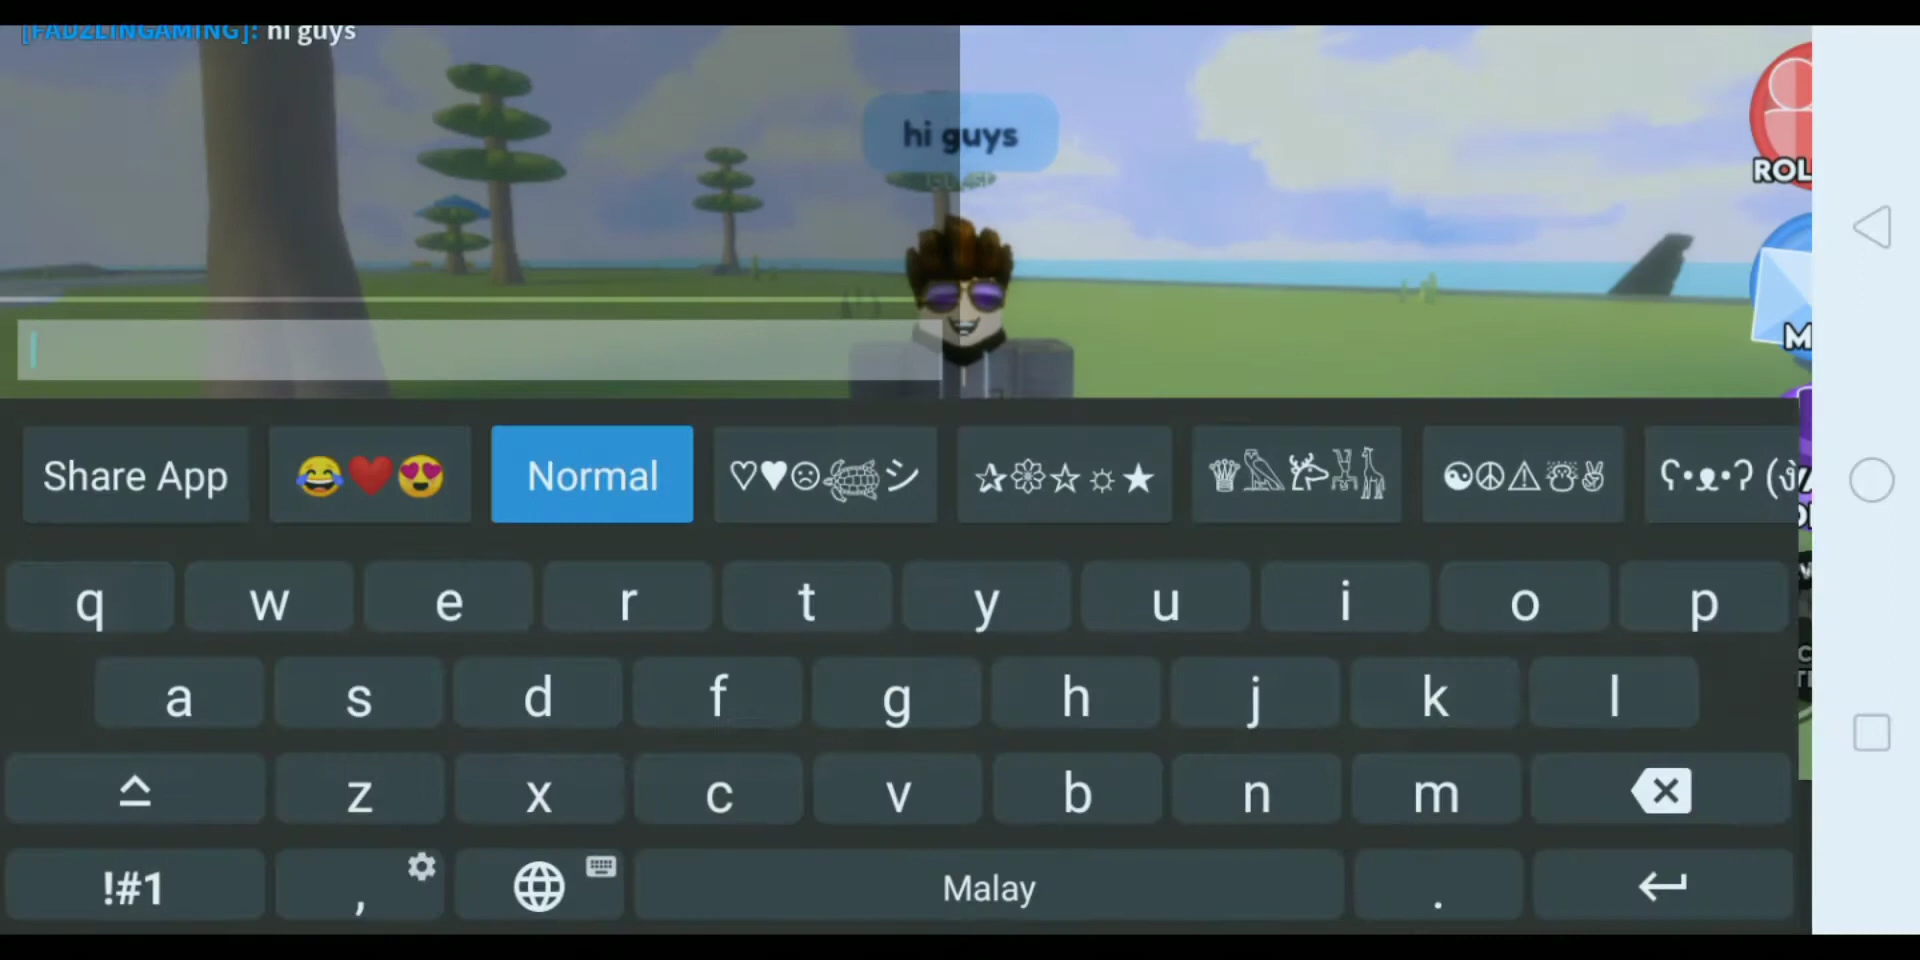 [FADZLINGAMING]: hi guys
hi guys
ROL
M
Share App
Normal
q w e r t y u i o p
a s d f g h j k l
z x c v b n m
!#1 , Malay .